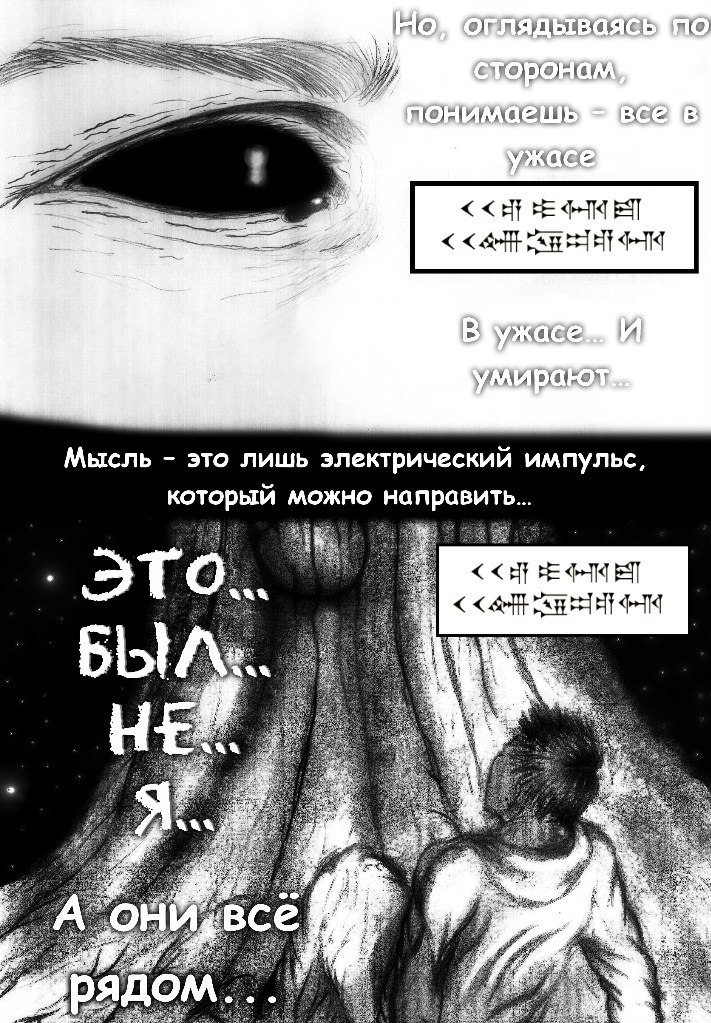 Но, оглядываясь по
сторонам,
понимаешь – все в
ужасе
В ужасе... И
умирают...
Мысль – это лишь электрический импульс,
который можно направить...
ЭТО...
БЫЛ...
НЕ...
Я...
А они всё
рядом...